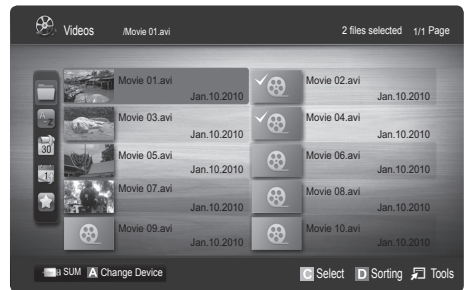 Videos /Movie 01.avi 2 files selected 1/1 Page
Movie 01.avi Movie 02.avi
Jan.10.2010 Jan.10.2010
Movie 03.avi Movie 04.avi
Jan.10.2010 Jan.10.2010
Movie 05.avi Movie 06.avi
Jan.10.2010 Jan.10.2010
Movie 07.avi Movie 08.avi
Jan.10.2010 Jan.10.2010
Movie 09.avi Movie 10.avi
Jan.10.2010 Jan.10.2010
SUM A Change Device C Select D Sorting Tools